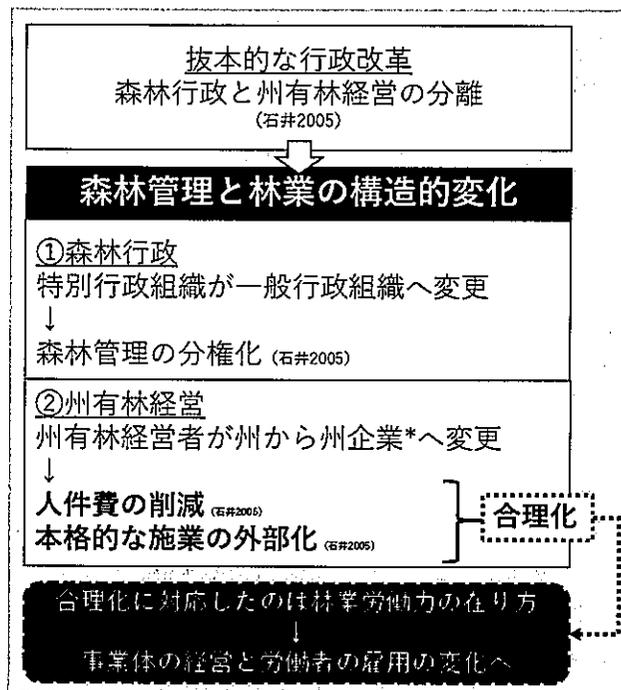 抜本的な行政改革
森林行政と州有林経営の分離
(石井2005)
森林管理と林業の構造的変化
①森林行政
特別行政組織が一般行政組織へ変更
↓
森林管理の分権化 (石井2005)
②州有林経営
州有林経営者が州から州企業*へ変更
↓
人件費の削減 (石井2005)
本格的な施業の外部化 (石井2005)
合理化
合理化に対応したのは林業労働力の在り方
↓
事業体の経営と労働者の雇用の変化へ